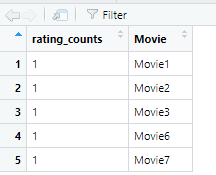 Filter
rating_counts Movie
1 1 Movie1
2 1 Movie2
3 1 Movie3
4 1 Movie6
5 1 Movie7